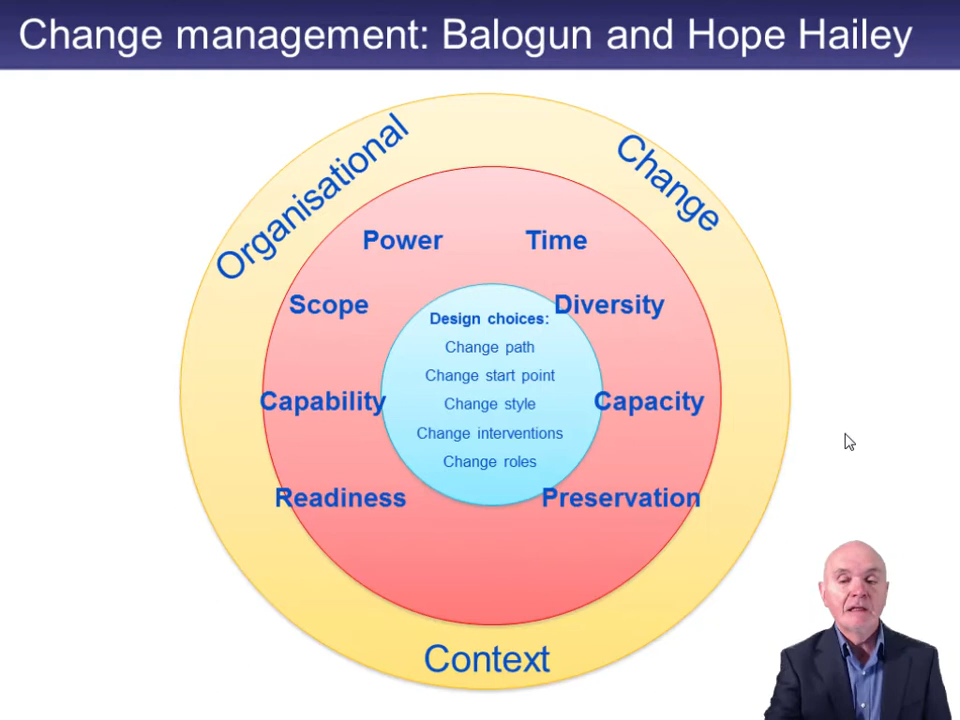 Change management: Balogun and Hope Hailey
Organisational
Change
Power
Time
Scope
Diversity
Design choices:
Change path
Change start point
Change style
Change interventions
Change roles
Capability
Capacity
Readiness
Preservation
Context